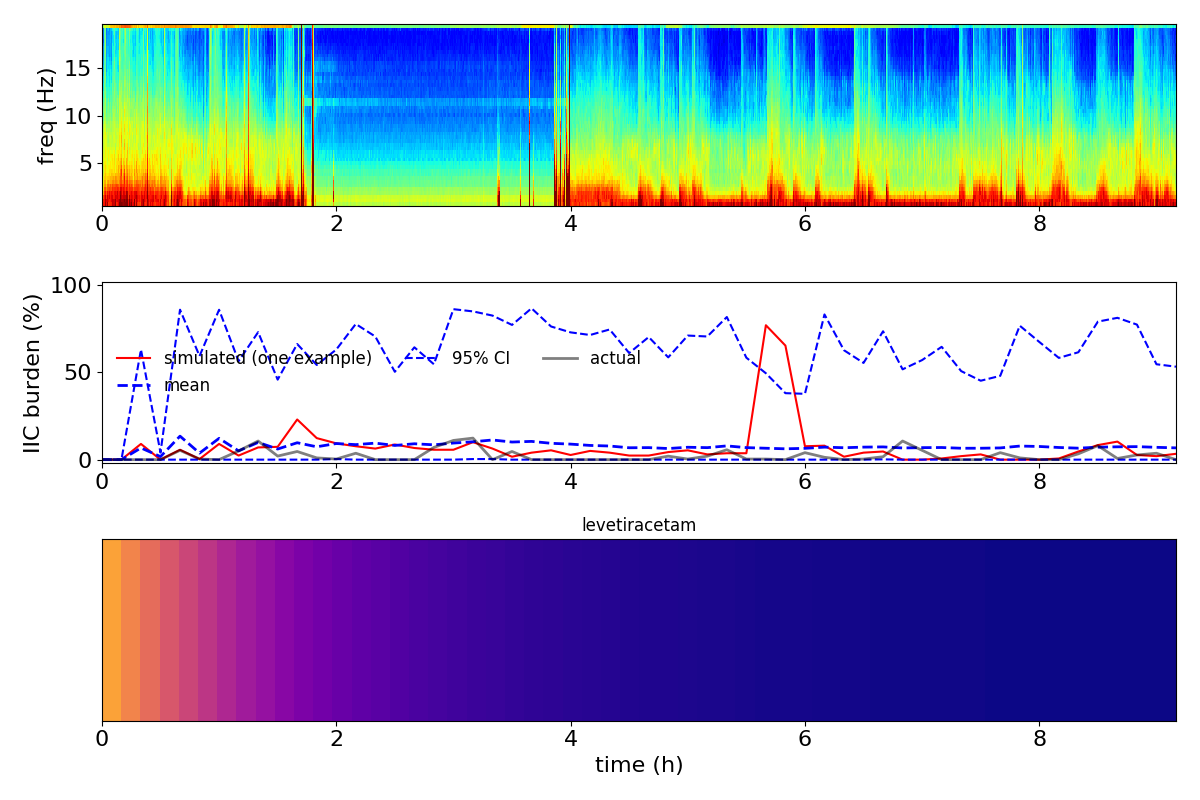 freq (Hz)
15
10
5
0 2 4 6 8
IIC burden (%)
100
50
0
simulated (one example) 95% CI actual
mean
0 2 4 6 8
levetiracetam
0 2 4 6 8
time (h)